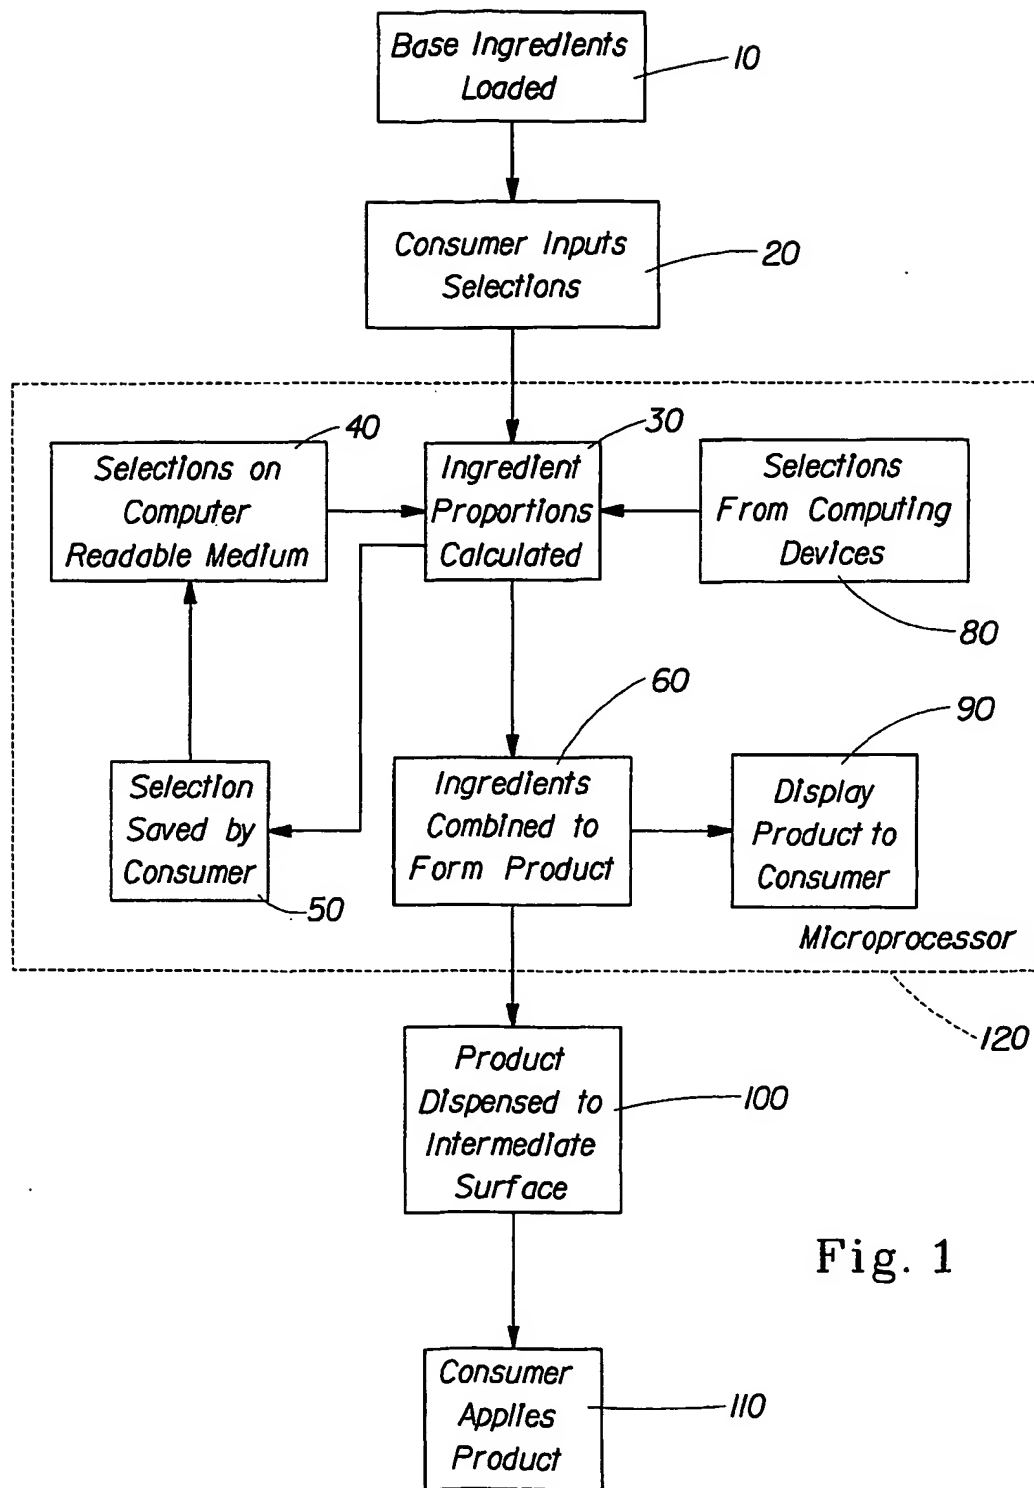 Base Ingredients
Loaded
10
Consumer Inputs
Selections
20
40
Selections on
Computer
Readable Medium
30
Ingredient
Proportions
Calculated
Selections
From Computing
Devices
80
60
90
Selection
Saved by
Consumer
50
Ingredients
Combined to
Form Product
Display
Product to
Consumer
Microprocessor
120
Product
Dispensed to
Intermediate
Surface
100
Fig. 1
Consumer
Applies
Product
110